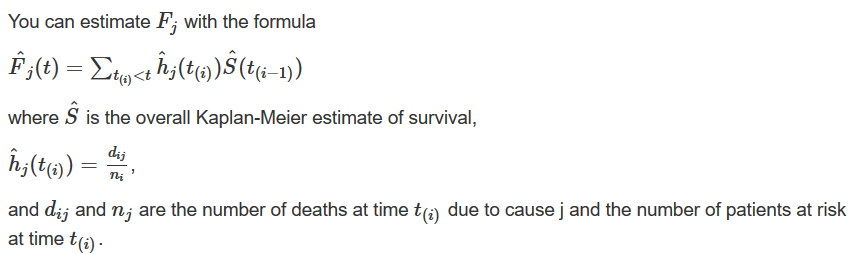 You can estimate $F_j$ with the formula
$\hat{F}_j(t) = \sum_{t_{(i)}<t} \hat{h}_j(t_{(i)})\hat{S}(t_{(i-1)})$
where $\hat{S}$ is the overall Kaplan-Meier estimate of survival,
$\hat{h}_j(t_{(i)}) = \frac{d_{ij}}{n_i},$
and $d_{ij}$ and $n_j$ are the number of deaths at time $t_{(i)}$ due to cause j and the number of patients at risk
at time $t_{(i)}$.